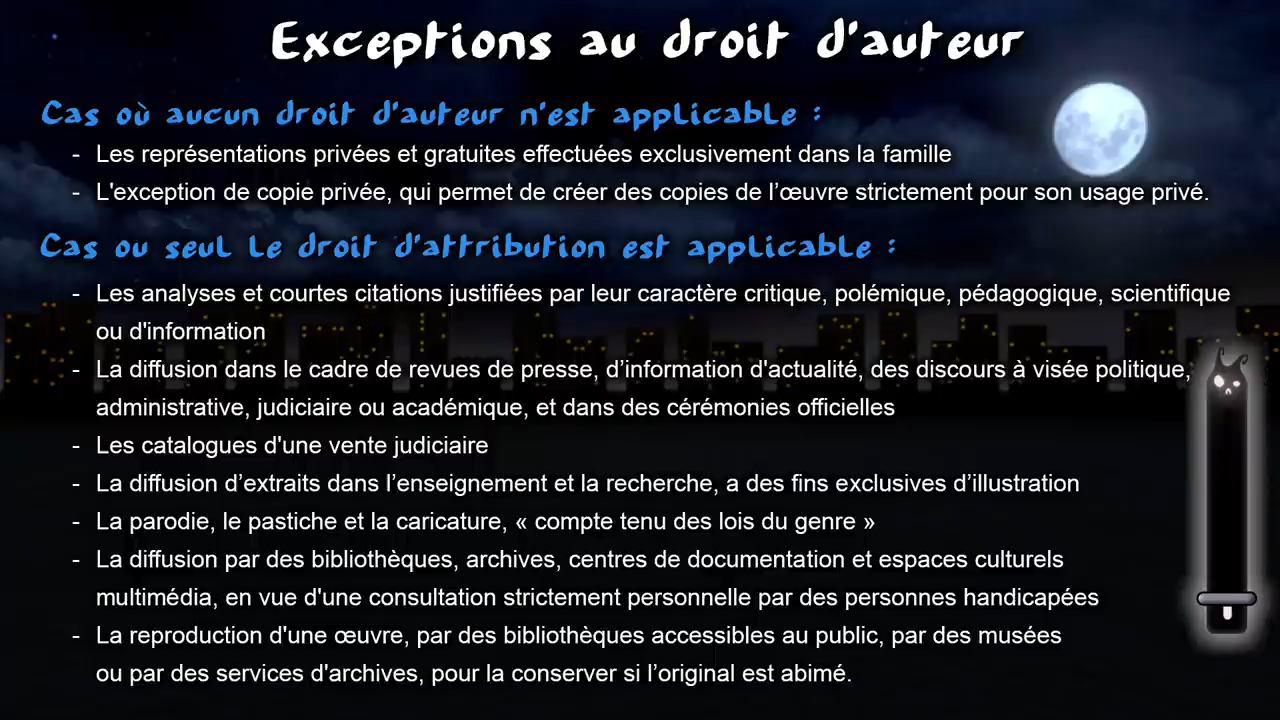 Exceptions au droit d'auteur
Cas où aucun droit d'auteur n'est applicable :
- Les représentations privées et gratuites effectuées exclusivement dans la famille
- L'exception de copie privée, qui permet de créer des copies de l’œuvre strictement pour son usage privé.
Cas ou seul le droit d'attribution est applicable :
- Les analyses et courtes citations justifiées par leur caractère critique, polémique, pédagogique, scientifique
ou d'information
- La diffusion dans le cadre de revues de presse, d’information d'actualité, des discours à visée politique,
administrative, judiciaire ou académique, et dans des cérémonies officielles
- Les catalogues d'une vente judiciaire
- La diffusion d’extraits dans l’enseignement et la recherche, a des fins exclusives d’illustration
- La parodie, le pastiche et la caricature, « compte tenu des lois du genre »
- La diffusion par des bibliothèques, archives, centres de documentation et espaces culturels
multimédia, en vue d'une consultation strictement personnelle par des personnes handicapées
- La reproduction d'une œuvre, par des bibliothèques accessibles au public, par des musées
ou par des services d'archives, pour la conserver si l’original est abimé.